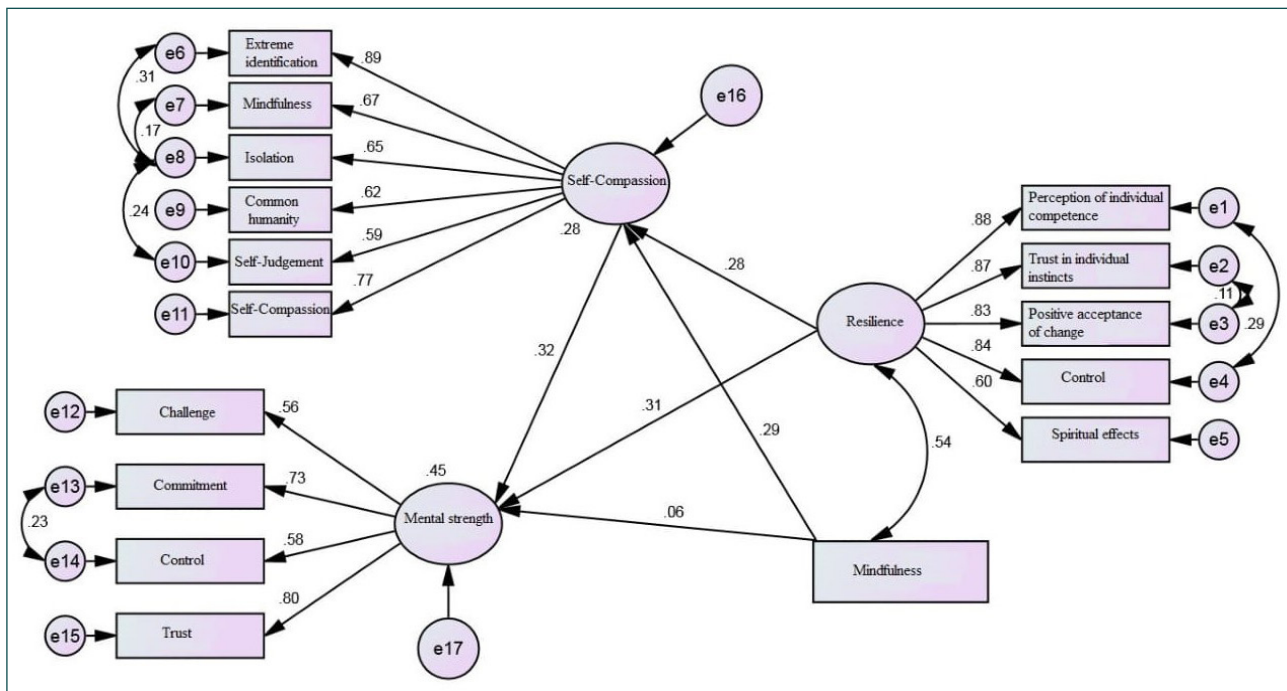 e6
Extreme
identification
.89
.31
e7
Mindfulness
.67
.17
e8
Isolation
.65
e9
Common
humanity
.62
.24
e10
Self-Judgement
.59
e11
Self-Compassion
.77
e16
Self-Compassion
.28
.28
.32
.31
.29
.54
.06
Resilience
.88
Perception of individual
competence
e1
.87
Trust in individual
instincts
e2
.11
.83
Positive acceptance
of change
e3
.29
.84
Control
e4
.60
Spiritual effects
e5
e12
Challenge
.56
e13
Commitment
.73
.45
Mental strength
.23
e14
Control
.58
e15
Trust
.80
e17
Mindfulness